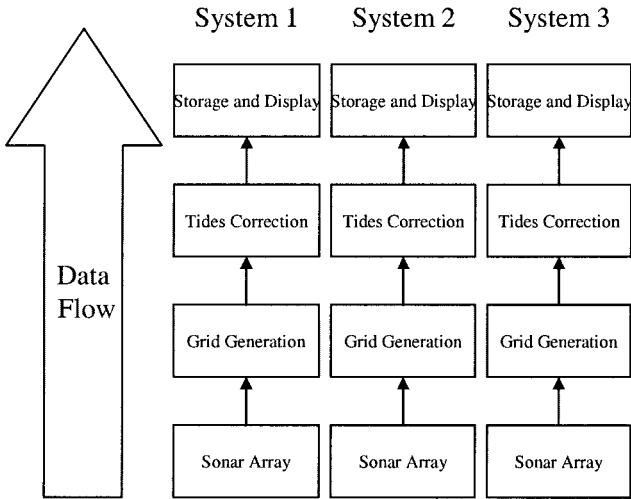 System 1 System 2 System 3
Storage and Display Storage and Display Storage and Display
Tides Correction Tides Correction Tides Correction
Data
Flow
Grid Generation Grid Generation Grid Generation
Sonar Array Sonar Array Sonar Array